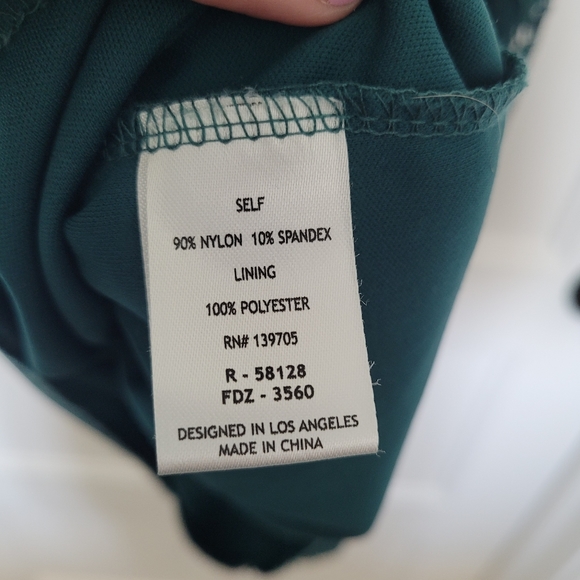 SELF
90% NYLON 10% SPANDEX
LINING
100% POLYESTER
RN# 139705
R - 58128
FDZ - 3560
DESIGNED IN LOS ANGELES
MADE IN CHINA